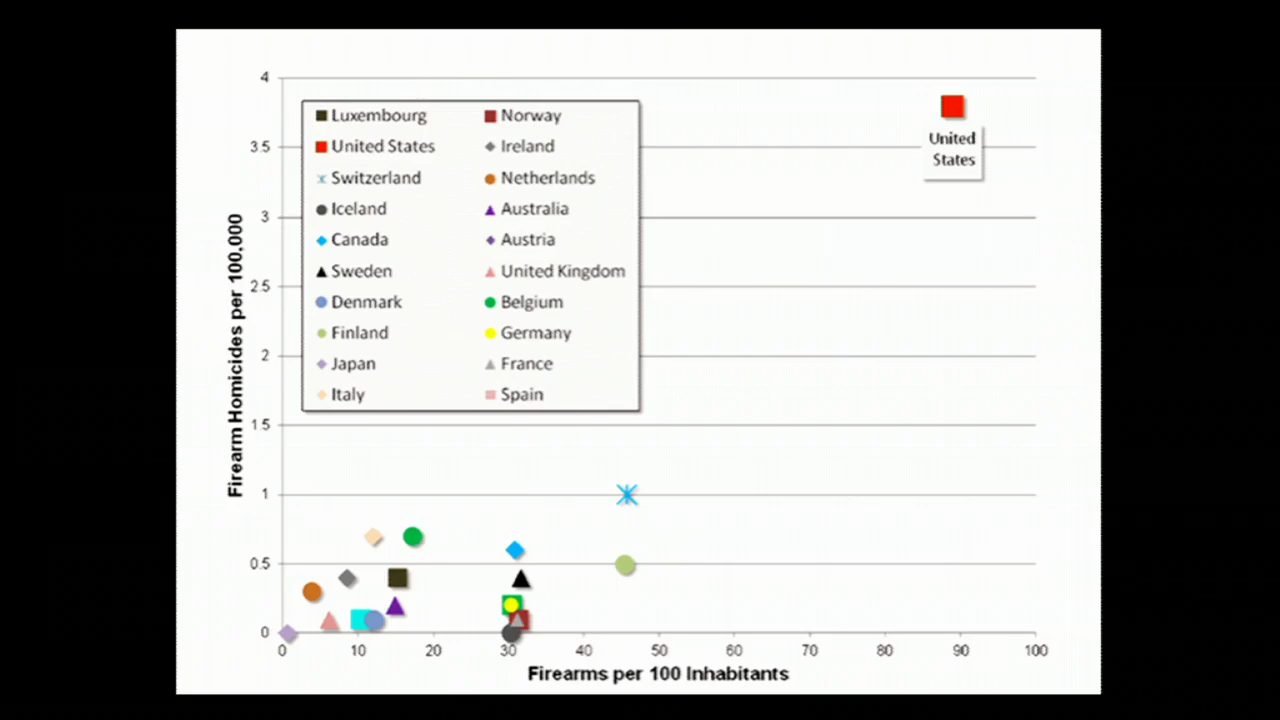 4
3.5
3
2.5
2
1.5
1
0.5
0
Firearm Homicides per 100,000
Luxembourg Norway
United States Ireland
Switzerland Netherlands
Iceland Australia
Canada Austria
Sweden United Kingdom
Denmark Belgium
Finland Germany
Japan France
Italy Spain
United
States
0 10 20 30 40 50 60 70 80 90 100
Firearms per 100 Inhabitants